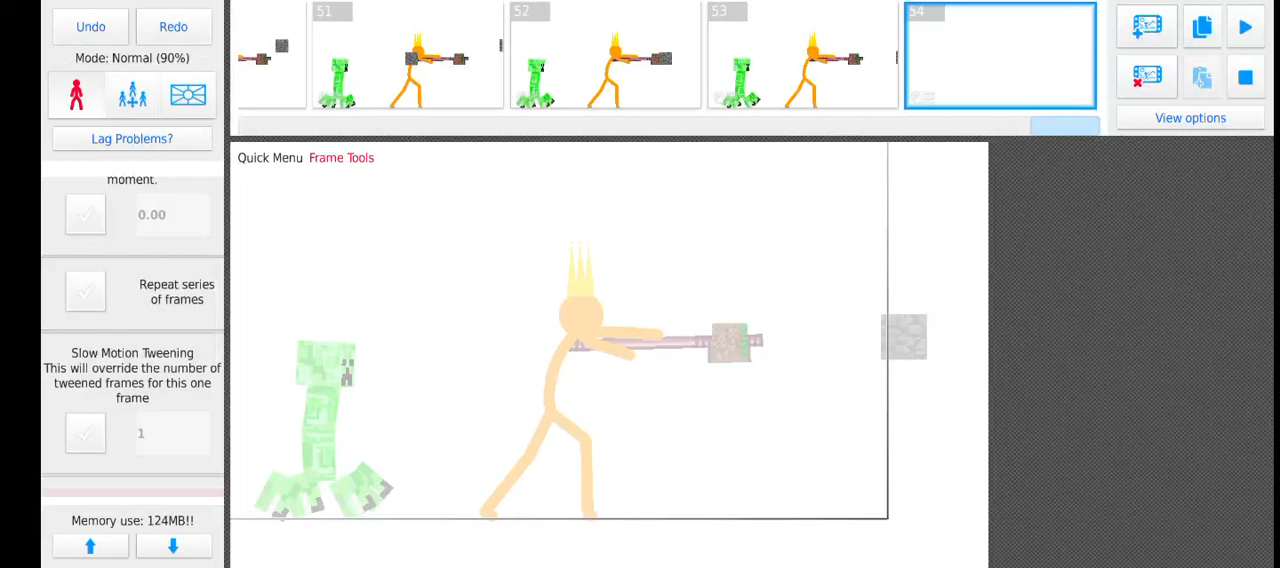 Undo
Redo
Mode: Normal (90%)
Lag Problems?
moment.
0.00
Repeat series
of frames
Slow Motion Tweening
This will override the number of
tweened frames for this one
frame
1
Memory use: 124MB!!
51
52
53
54
View options
Quick Menu Frame Tools